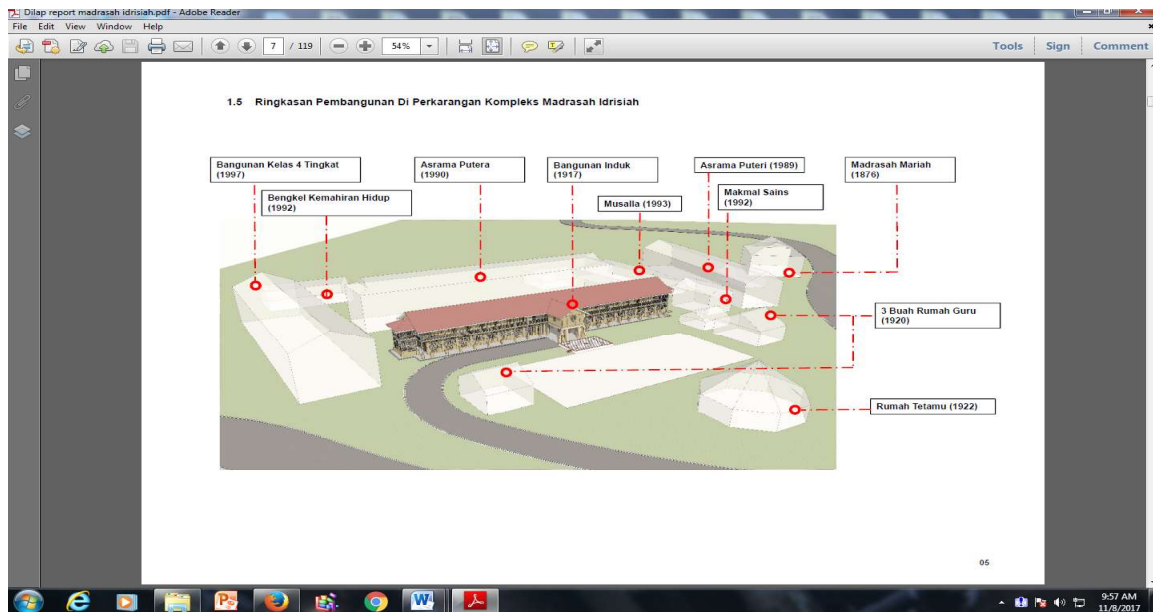 Dilap report madrasah idrisiah.pdf - Adobe Reader
File Edit View Window Help
7 / 119 54% Tools Sign Comment
1.5 Ringkasan Pembangunan Di Perkarangan Kompleks Madrasah Idrisiah
Bangunan Kelas 4 Tingkat
(1997)
Bengkel Kemahiran Hidup
(1992)
Asrama Putera
(1990)
Bangunan Induk
(1917)
Musalla (1993)
Asrama Puteri (1989)
Makmal Sains
(1992)
Madrasah Mariah
(1876)
3 Buah Rumah Guru
(1920)
Rumah Tetamu (1922)
05
9:57 AM
11/8/2017